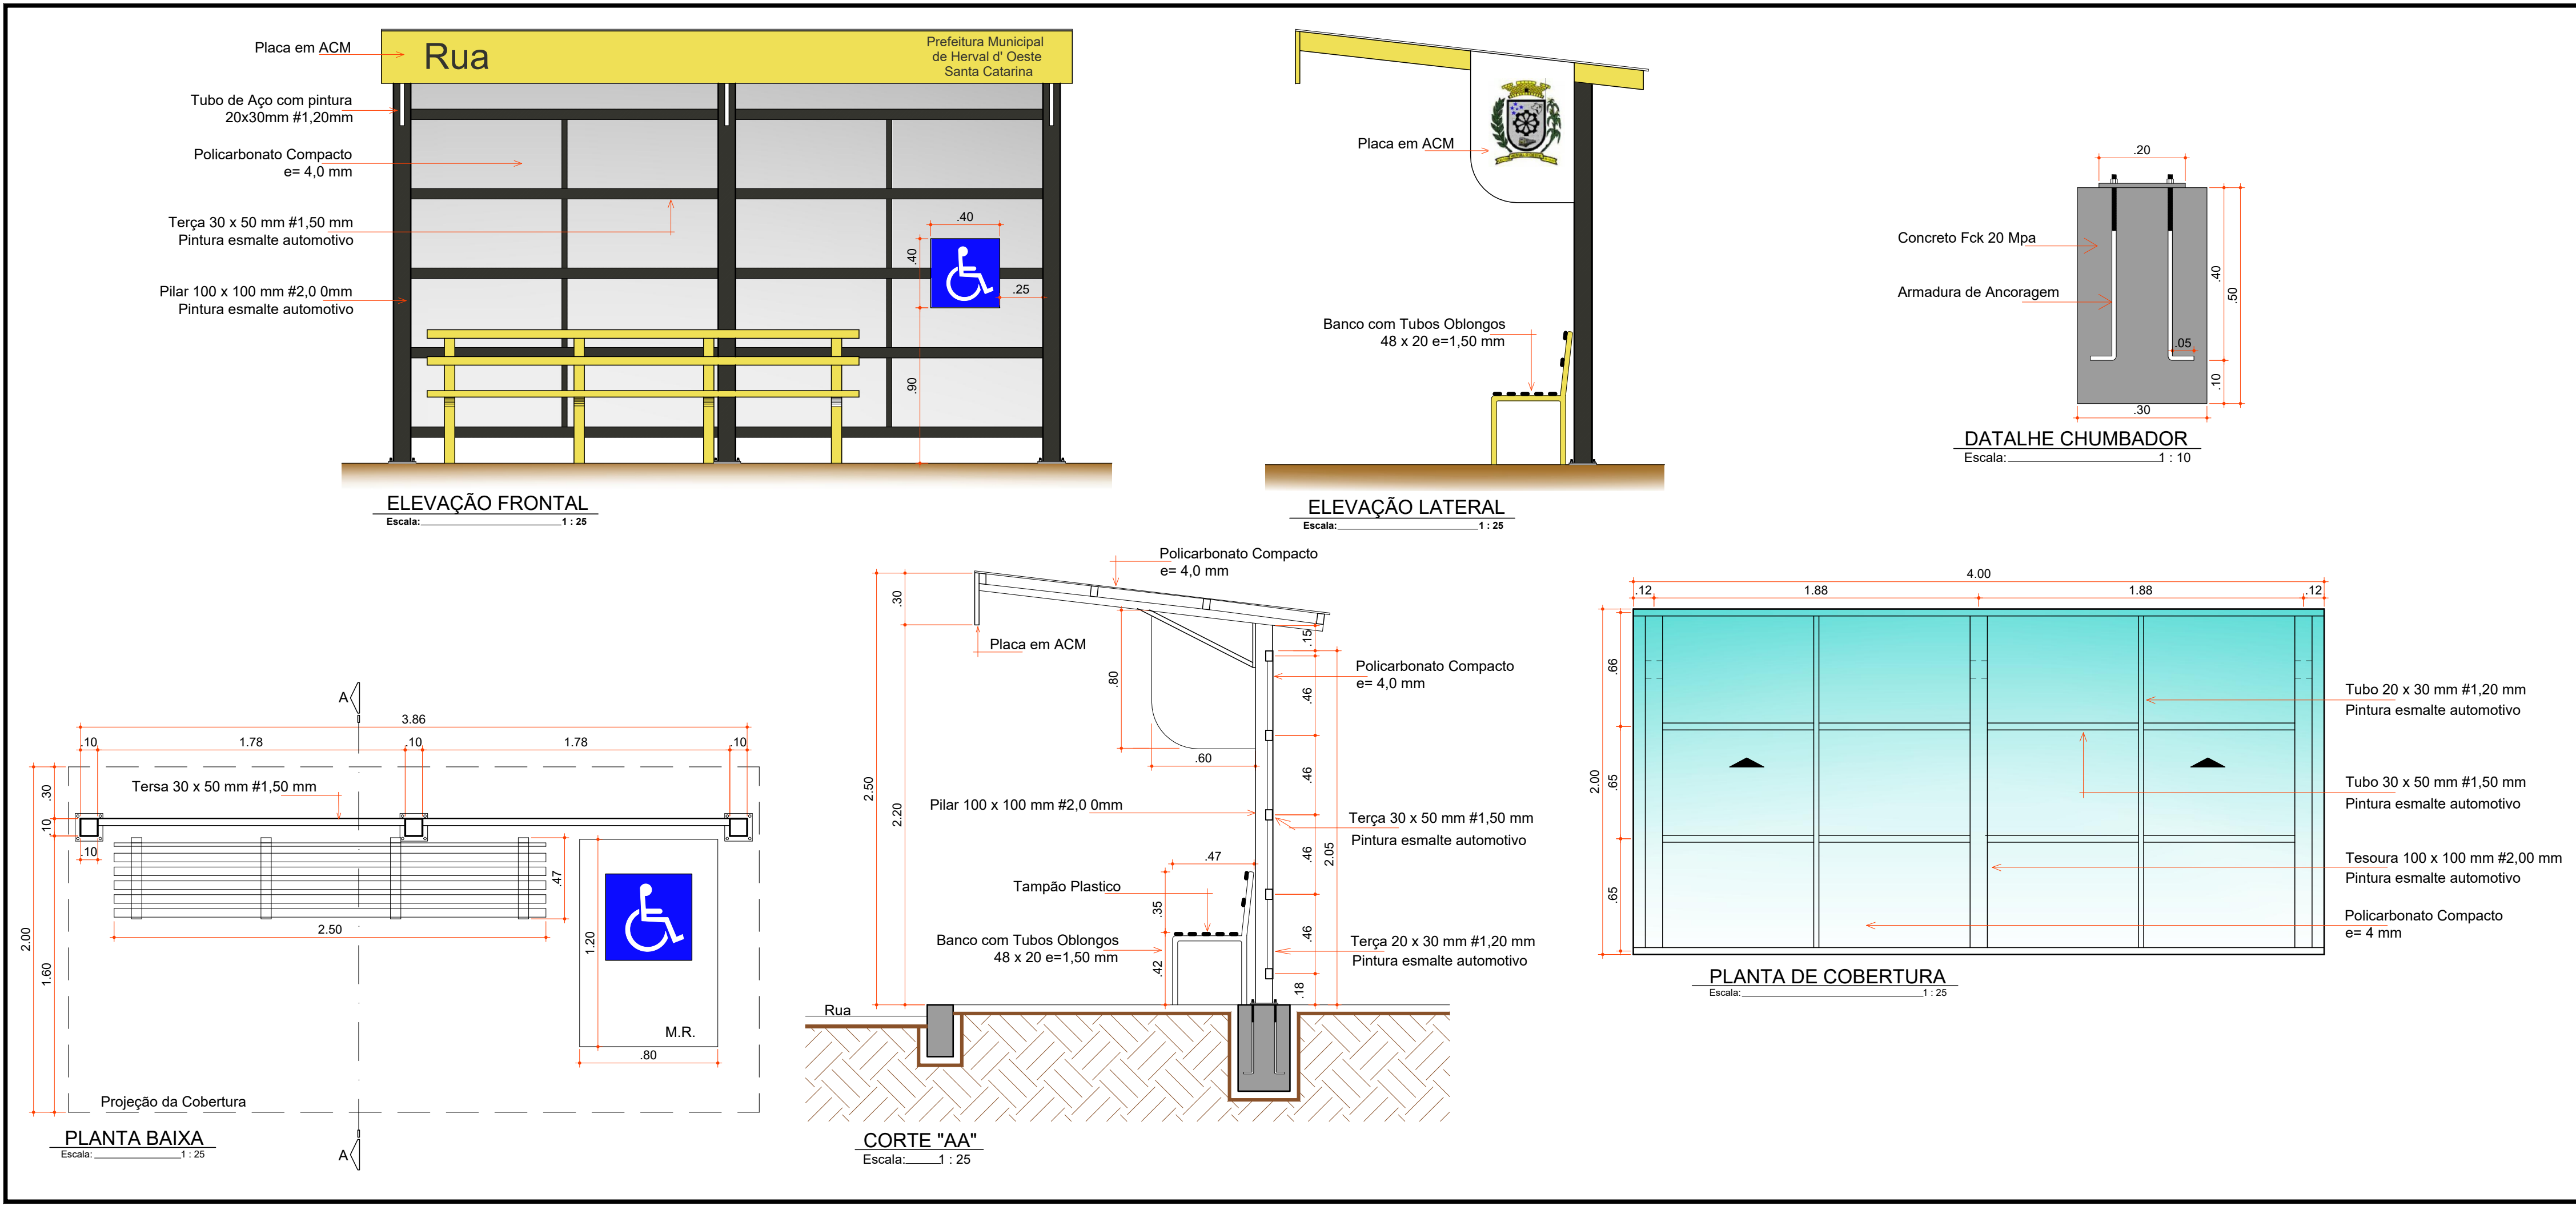 Placa em ACM
Rua
Prefeitura Municipal
de Herval d' Oeste
Santa Catarina
Tubo de Aço com pintura
20x30mm #1,20mm
Policarbonato Compacto
e= 4,0 mm
Terça 30 x 50 mm #1,50 mm
Pintura esmalte automotivo
Pilar 100 x 100 mm #2,0 0mm
Pintura esmalte automotivo
.40
.40
.25
.90
ELEVAÇÃO FRONTAL
Escala: 1 : 25
Placa em ACM
Banco com Tubos Oblongos
48 x 20 e=1,50 mm
ELEVAÇÃO LATERAL
Escala: 1 : 25
.20
Concreto Fck 20 Mpa
Armadura de Ancoragem
.40
.50
.05
.10
.30
DATALHE CHUMBADOR
Escala: 1 : 10
A
3.86
.10
1.78
.10
1.78
.10
Tersa 30 x 50 mm #1,50 mm
.30
.10
.10
.47
2.50
2.00
1.60
1.20
M.R.
.80
Projeção da Cobertura
PLANTA BAIXA
Escala: 1 : 25
A
Policarbonato Compacto
e= 4,0 mm
.30
Placa em ACM
.15
Policarbonato Compacto
e= 4,0 mm
.80
.46
.60
.46
2.50
2.20
Pilar 100 x 100 mm #2,0 0mm
Terça 30 x 50 mm #1,50 mm
Pintura esmalte automotivo
.46
2.05
.47
Tampão Plastico
.35
.46
Banco com Tubos Oblongos
48 x 20 e=1,50 mm
.42
Terça 20 x 30 mm #1,20 mm
Pintura esmalte automotivo
.18
Rua
CORTE "AA"
Escala: 1 : 25
4.00
.12
1.88
1.88
.12
.66
.65
2.00
.65
Tubo 20 x 30 mm #1,20 mm
Pintura esmalte automotivo
Tubo 30 x 50 mm #1,50 mm
Pintura esmalte automotivo
Tesoura 100 x 100 mm #2,00 mm
Pintura esmalte automotivo
Policarbonato Compacto
e= 4 mm
PLANTA DE COBERTURA
Escala: 1 : 25